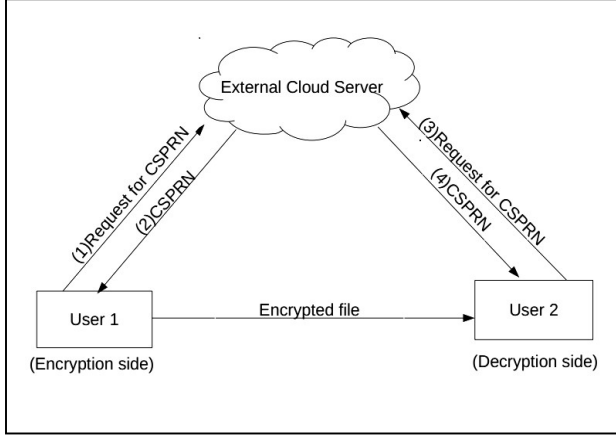 External Cloud Server
(1)Request for CSPRN
(2)CSPRN
(3)Request for CSPRN
(4)CSPRN
User 1
Encrypted file
User 2
(Encryption side)
(Decryption side)